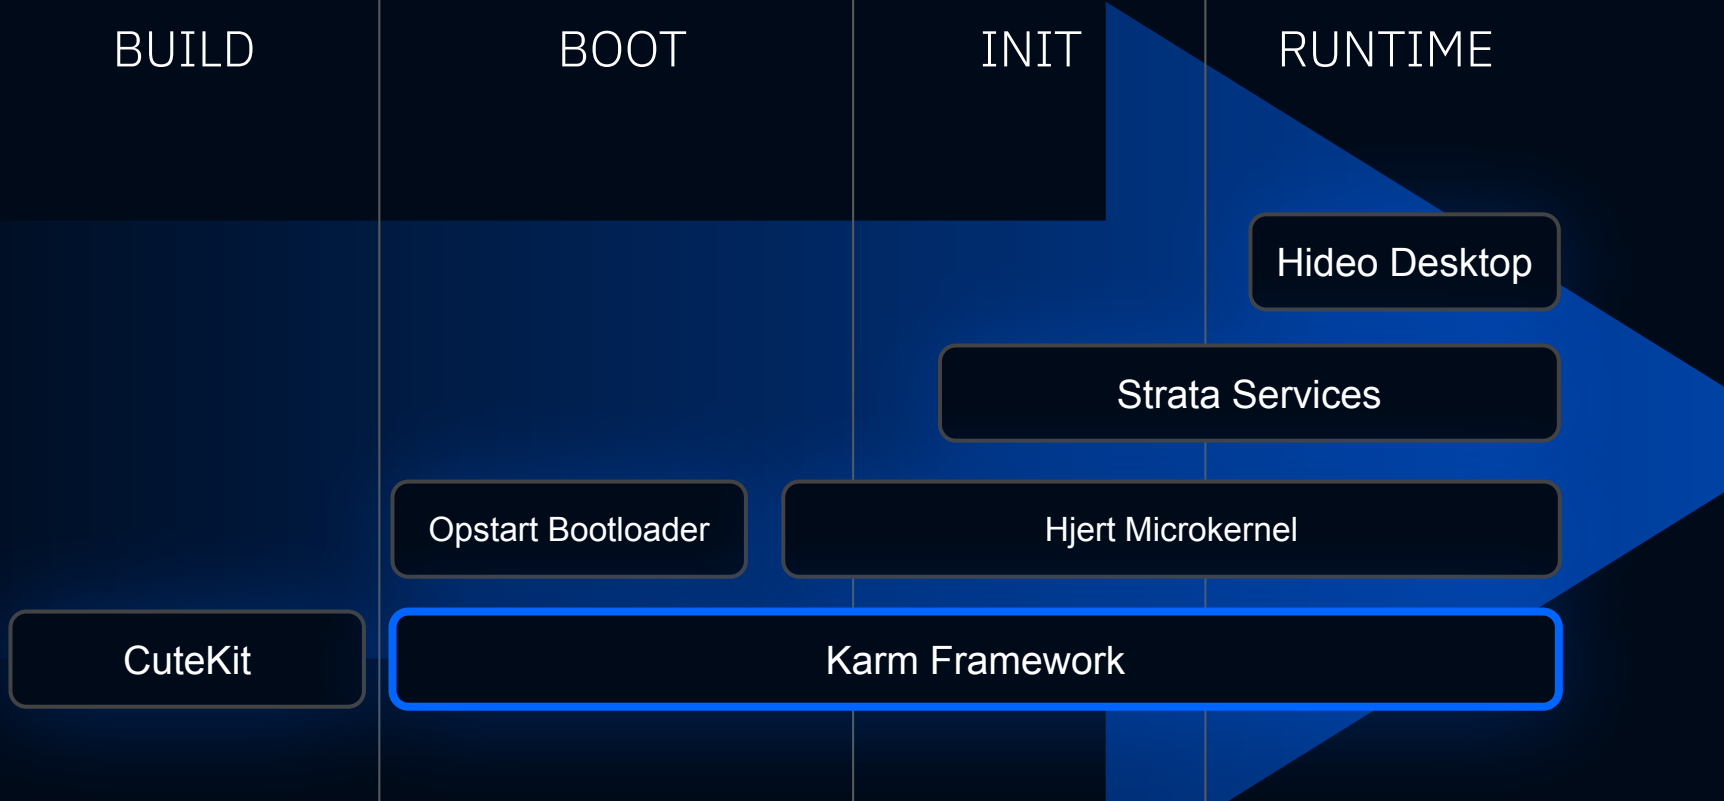 BUILD
BOOT
INIT
RUNTIME
Hideo Desktop
Strata Services
Opstart Bootloader
Hjert Microkernel
CuteKit
Karm Framework